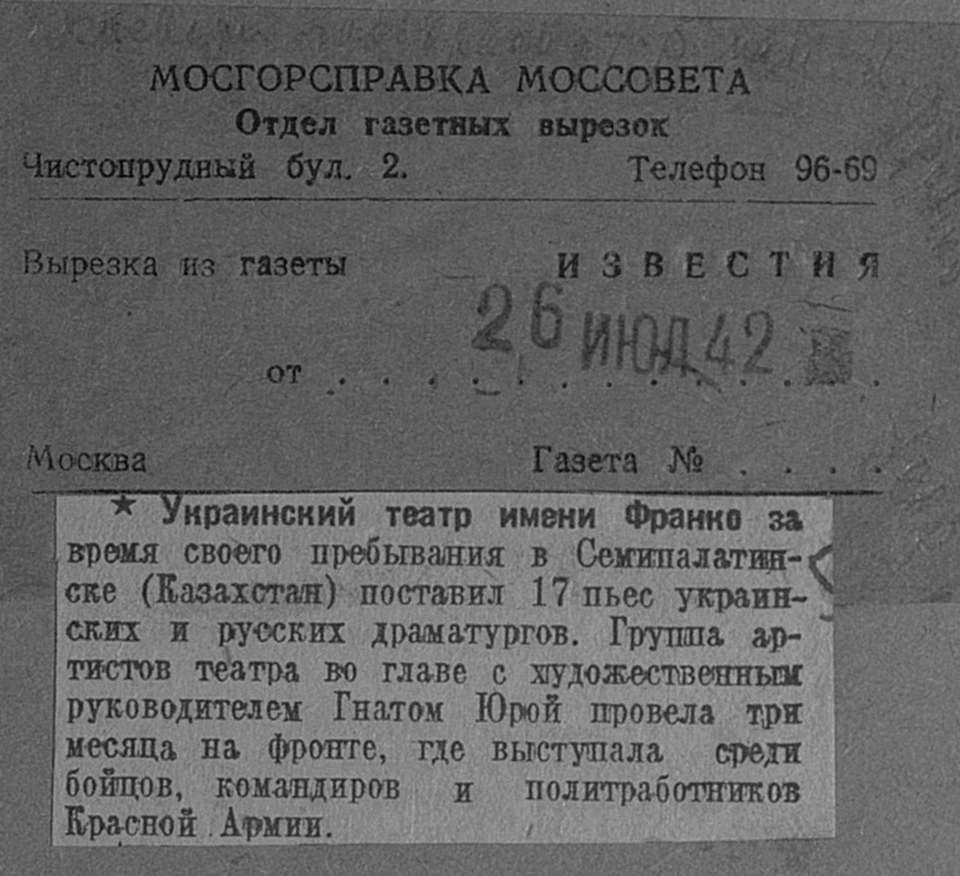 МОСГОРСПРАВКА МОССОВЕТА
Отдел газетных вырезок
Чистопрудный бул. 2. Телефон 96-69
Вырезка из газеты ИЗВЕСТИЯ
26 ИЮЛ 42
от . . . . . . . . . . . . .
Москва Газета № . . . .
★ Украинский театр имени Франко за
время своего пребывания в Семипалатин-
ске (Казахстан) поставил 17 пьес украин-
ских и русских драматургов. Группа ар-
тистов театра во главе с художественным
руководителем Гнатом Юрой провела три
месяца на фронте, где выступала среди
бойцов, командиров и политработников
Красной Армии.